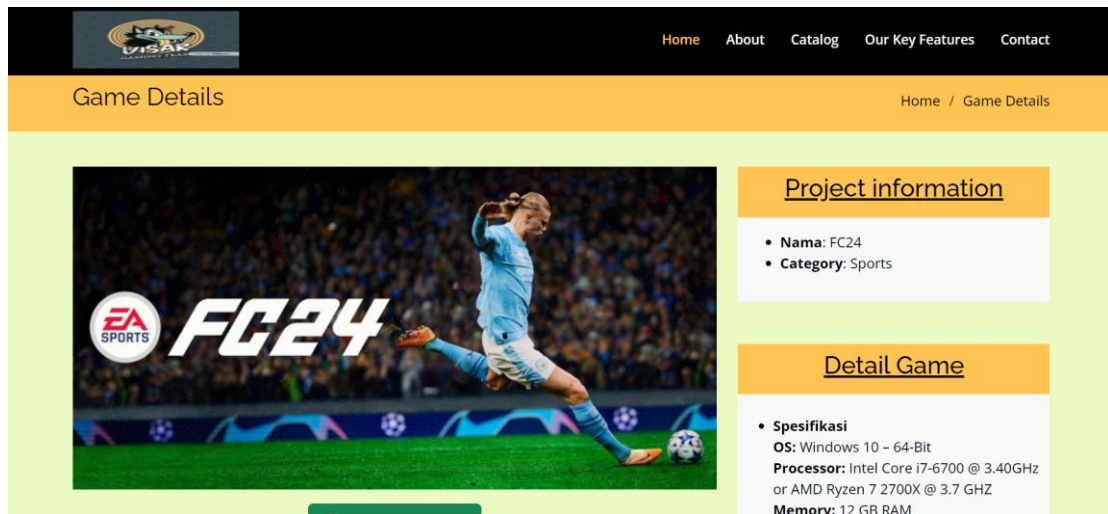 VISAR
Home About Catalog Our Key Features Contact
Game Details
Home / Game Details
EA
SPORTS
FC24
Project information
Nama: FC24
Category: Sports
Detail Game
Spesifikasi
OS: Windows 10 – 64-Bit
Processor: Intel Core i7-6700 @ 3.40GHz
or AMD Ryzen 7 2700X @ 3.7 GHZ
Memory: 12 GB RAM